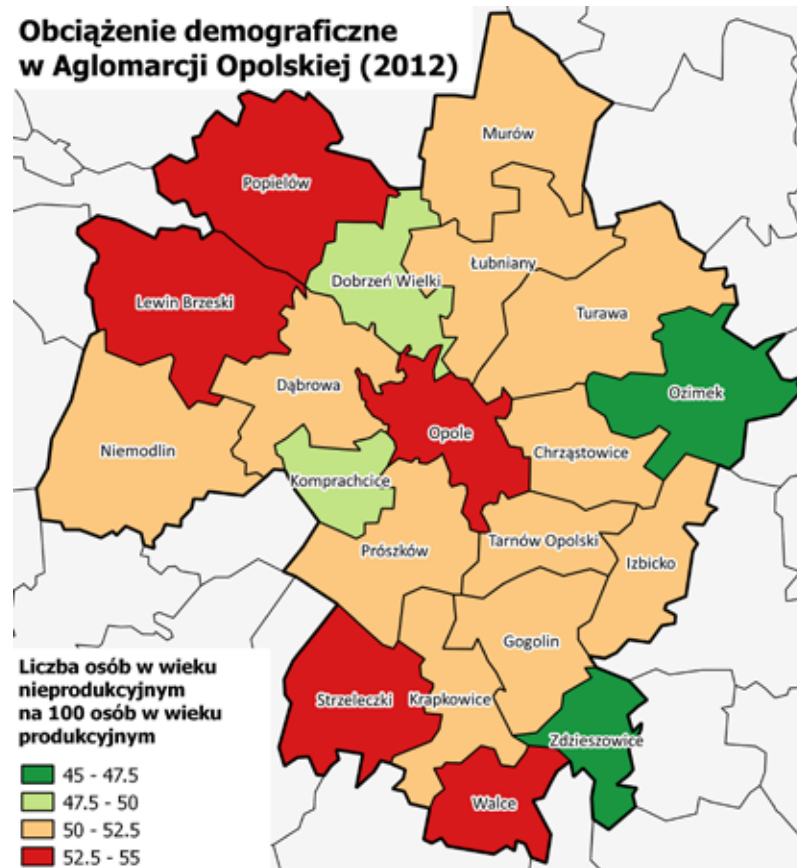 Obciążenie demograficzne
w Aglomarcji Opolskiej (2012)
Murów
Popielów
Łubniany
Dobrzeń Wielki
Lewin Brzeski
Turawa
Dąbrowa
Ozimek
Opole
Niemodlin
Chrząstowice
Komprachcice
Tarnów Opolski
Prószków
Izbicko
Gogolin
Strzeleczki
Krapkowice
Zdzieszowice
Walce
Liczba osób w wieku
nieprodukcyjnym
na 100 osób w wieku
produkcyjnym
45 - 47.5
47.5 - 50
50 - 52.5
52.5 - 55